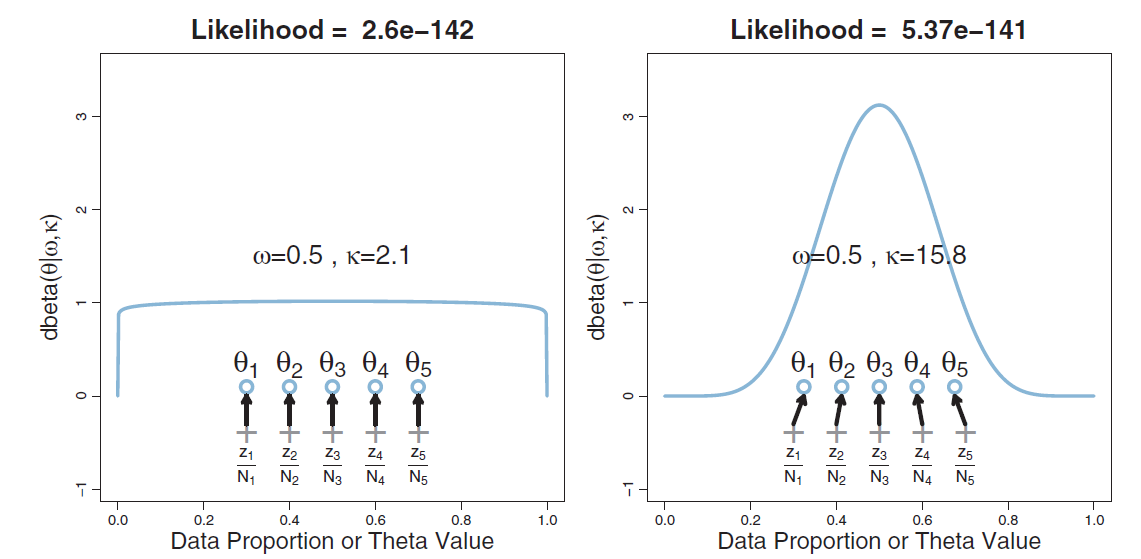 Likelihood = 2.6e−142
dbeta(θ|ω,κ)
3
2
1
0
−1
ω=0.5 , κ=2.1
θ1 θ2 θ3 θ4 θ5
z1 z2 z3 z4 z5
N1 N2 N3 N4 N5
0.0 0.2 0.4 0.6 0.8 1.0
Data Proportion or Theta Value
Likelihood = 5.37e−141
dbeta(θ|ω,κ)
3
2
1
0
−1
ω=0.5 , κ=15.8
θ1 θ2 θ3 θ4 θ5
z1 z2 z3 z4 z5
N1 N2 N3 N4 N5
0.0 0.2 0.4 0.6 0.8 1.0
Data Proportion or Theta Value